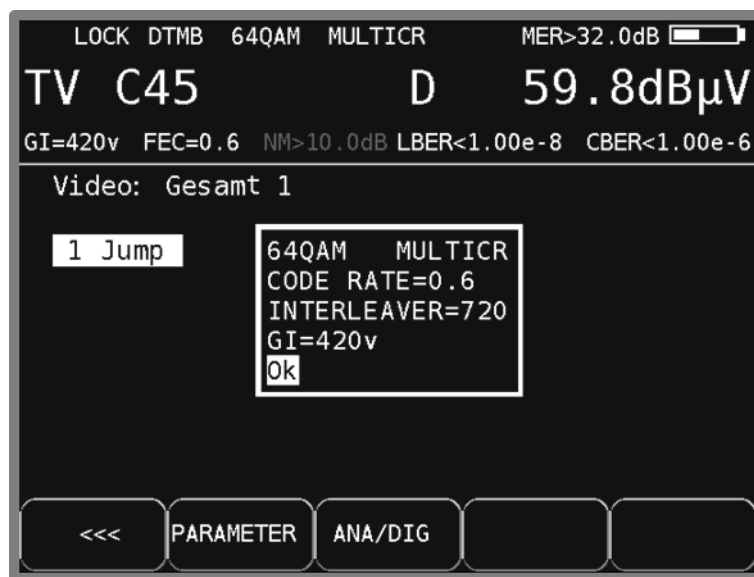 LOCK DTMB 64QAM MULTICR MER>32.0dB
TV C45 D 59.8dBµV
GI=420v FEC=0.6 NM>10.0dB LBER<1.00e-8 CBER<1.00e-6
Video: Gesamt 1
1 Jump
64QAM MULTICR
CODE RATE=0.6
INTERLEAVER=720
GI=420v
Ok
<<< PARAMETER ANA/DIG